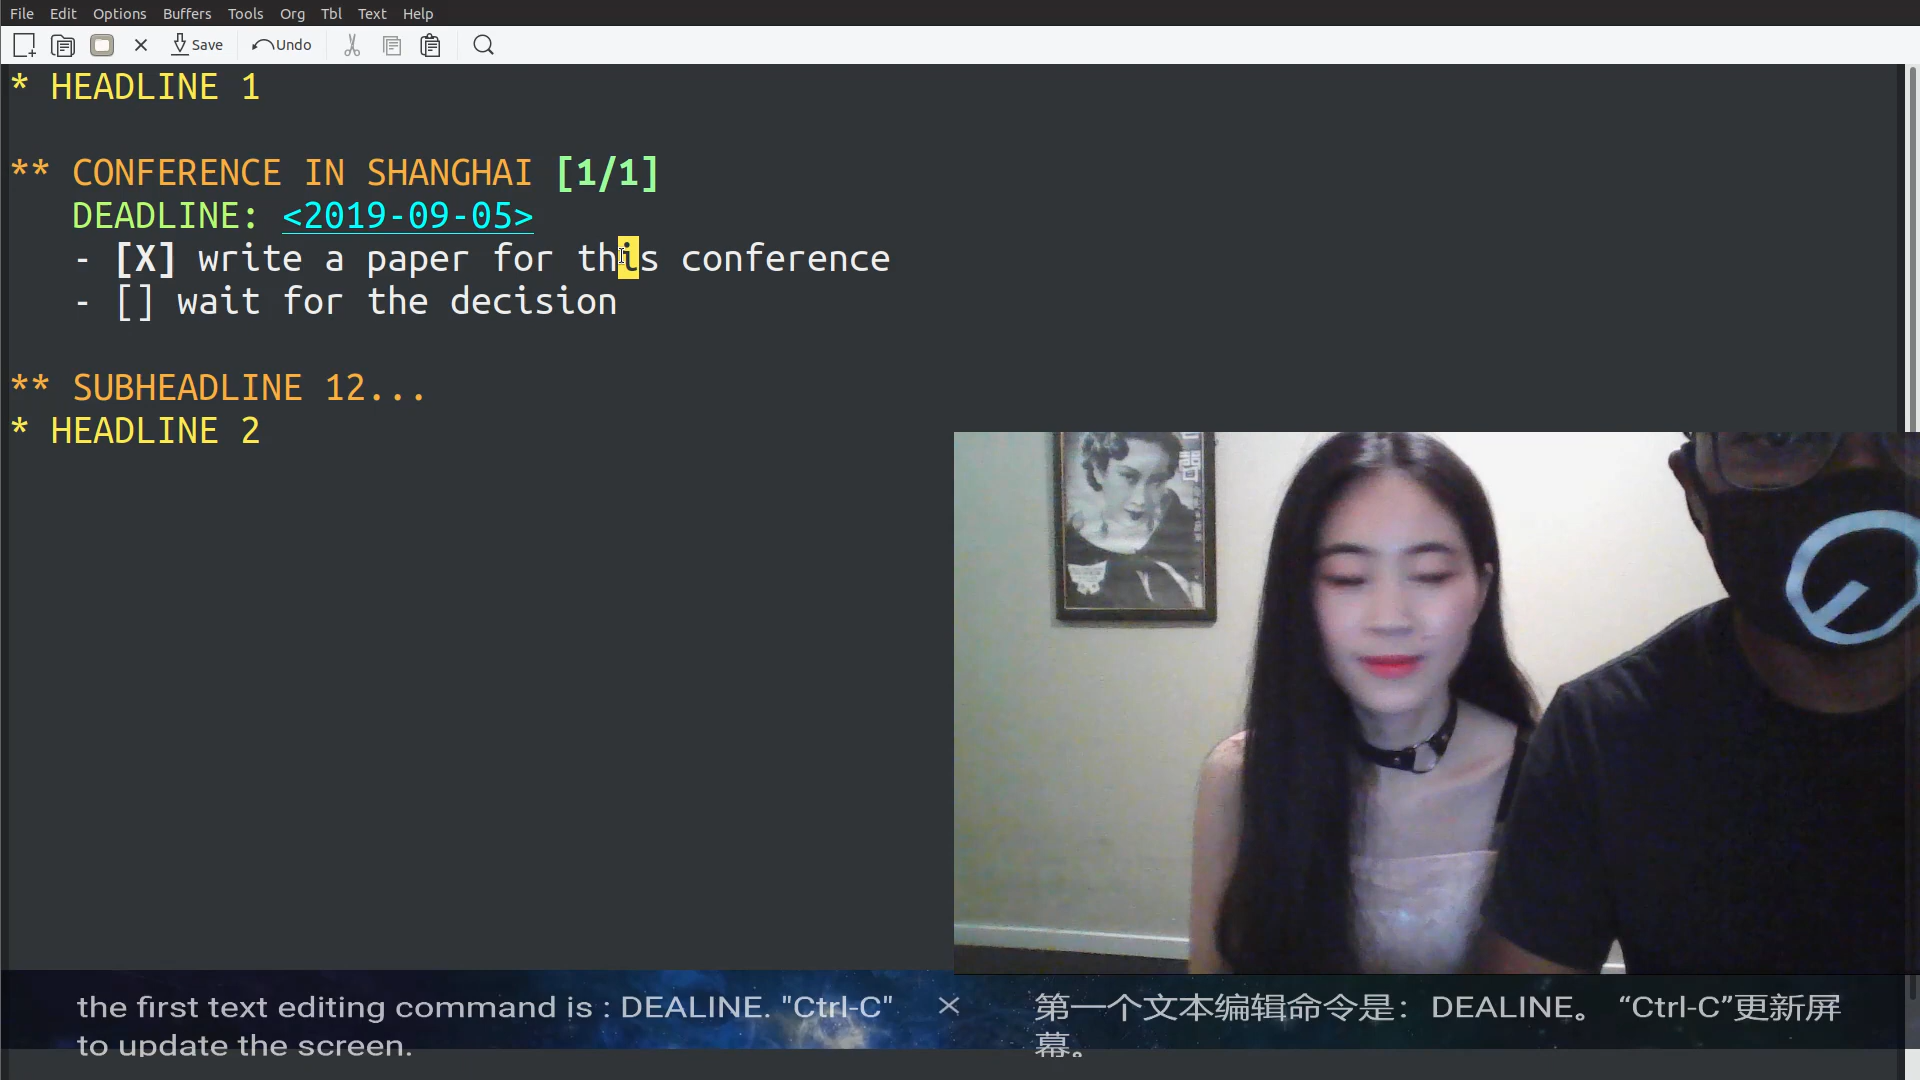 File Edit Options Buffers Tools Org Tbl Text Help
Save Undo
* HEADLINE 1
** CONFERENCE IN SHANGHAI [1/1]
DEADLINE: <2019-09-05>
- [X] write a paper for this conference
- [] wait for the decision
** SUBHEADLINE 12...
* HEADLINE 2
the first text editing command is : DEALINE. "Ctrl-C"
to update the screen.
第一个文本编辑命令是： DEALINE。 “Ctrl-C”更新屏
幕。